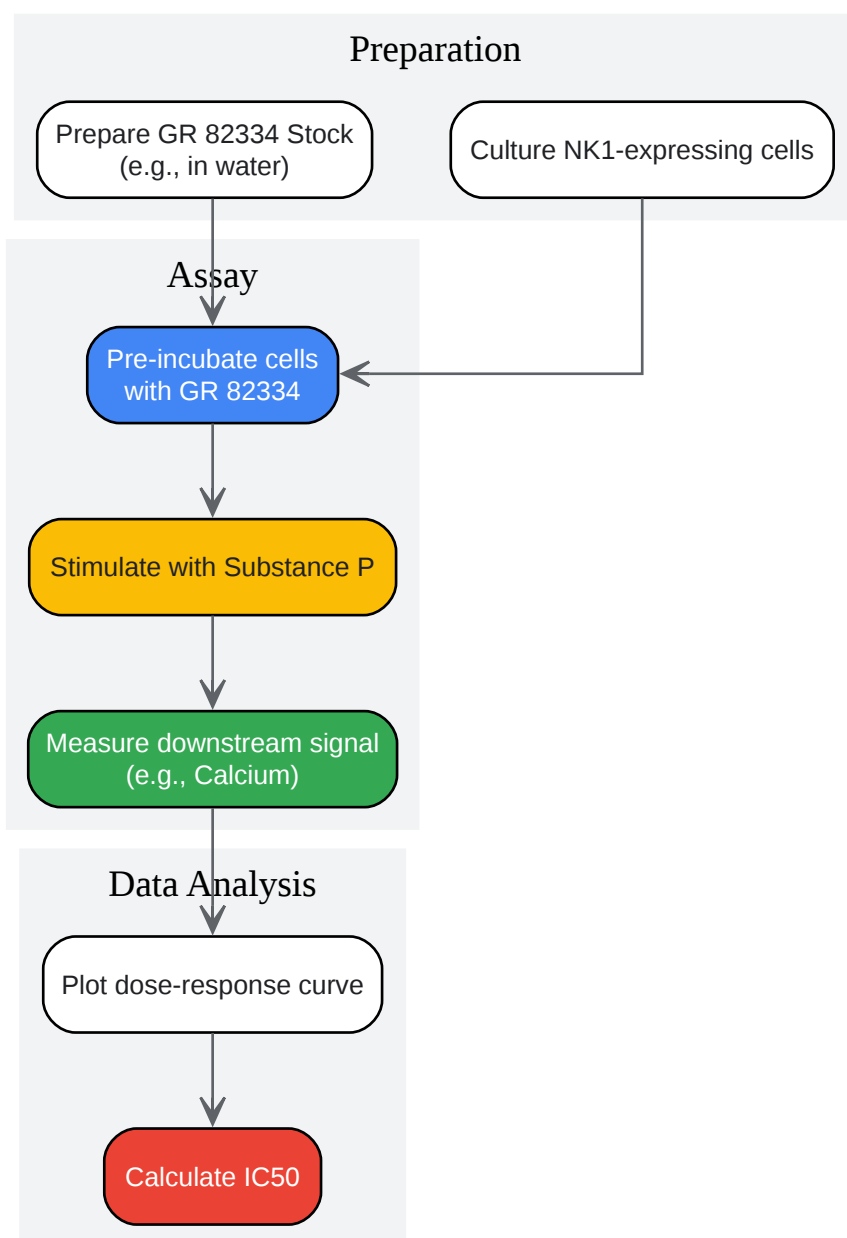 Preparation
Prepare GR 82334 Stock
(e.g., in water)
Culture NK1-expressing cells
Assay
Pre-incubate cells
with GR 82334
Stimulate with Substance P
Measure downstream signal
(e.g., Calcium)
Data Analysis
Plot dose-response curve
Calculate IC50